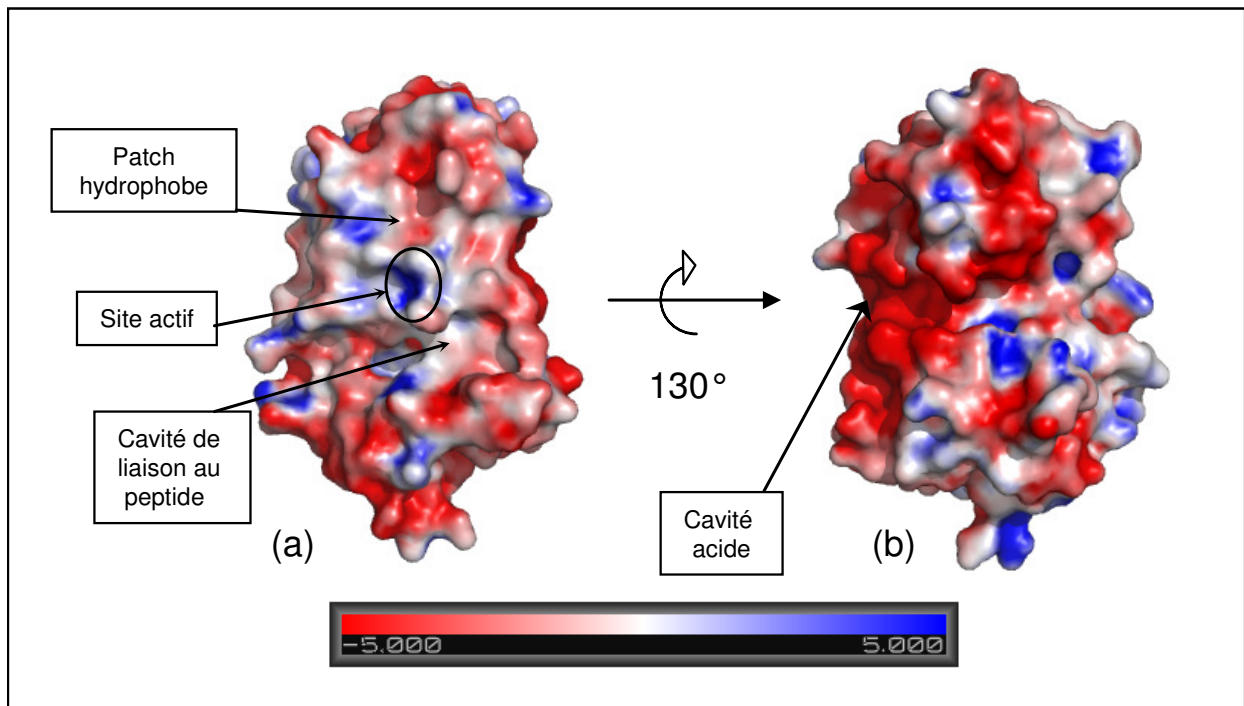 Patch
hydrophobe
Site actif
Cavité de
liaison au
peptide
(a)
130°
Cavité
acide
(b)
-5.000
5.000